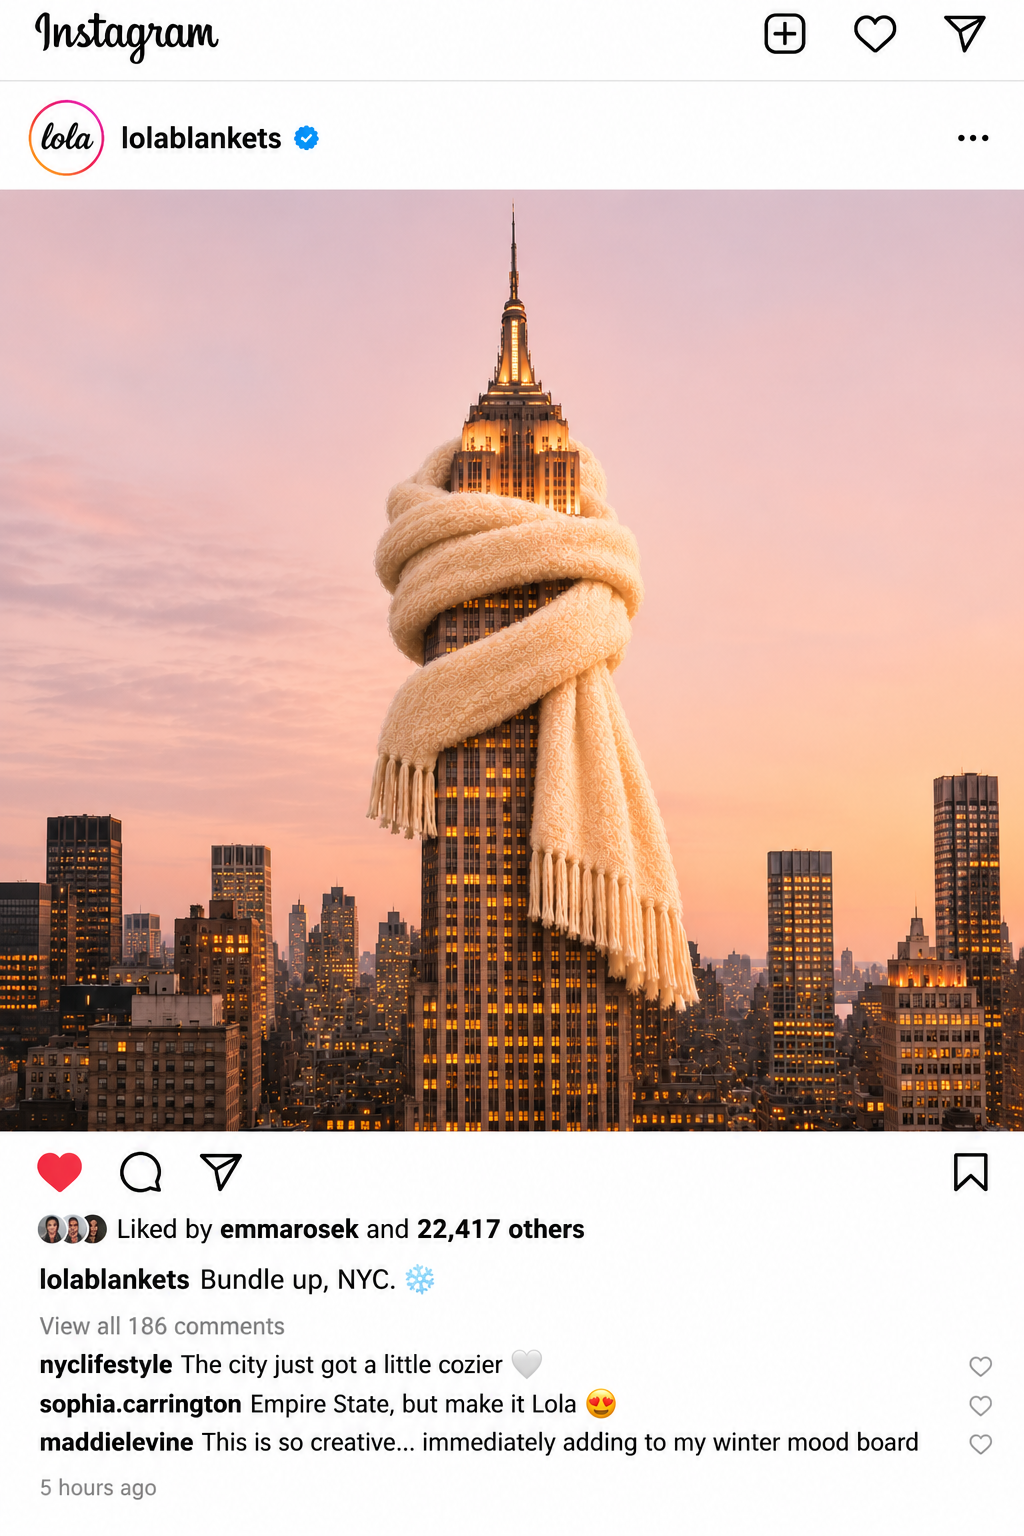 Instagram
lola
lolablankets
Liked by emmarosek and 22,417 others
lolablankets Bundle up, NYC. ❄️
View all 186 comments
nyclifestyle The city just got a little cozier 🤍
sophia.carrington Empire State, but make it Lola 😍
maddielevine This is so creative... immediately adding to my winter mood board
5 hours ago